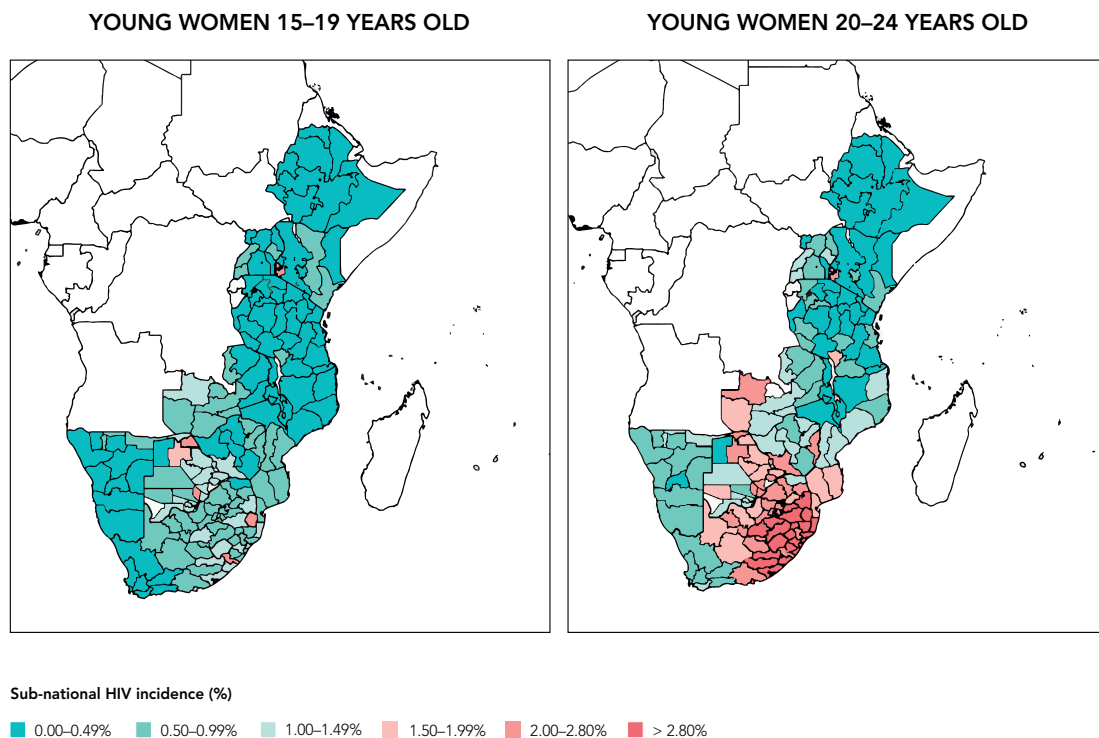 YOUNG WOMEN 15–19 YEARS OLD
YOUNG WOMEN 20–24 YEARS OLD
Sub-national HIV incidence (%)
0.00–0.49%
0.50–0.99%
1.00–1.49%
1.50–1.99%
2.00–2.80%
> 2.80%